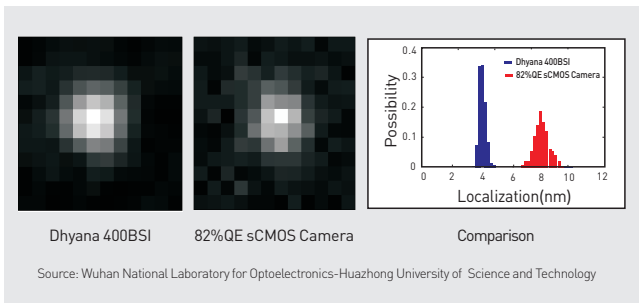 0.4
0.3
0.2
0.1
0
Possibility
Dhyana 400BSI
82%QE sCMOS Camera
0 2 4 6 8 10 12
Localization(nm)
Dhyana 400BSI 82%QE sCMOS Camera Comparison
Source: Wuhan National Laboratory for Optoelectronics-Huazhong University of Science and Technology